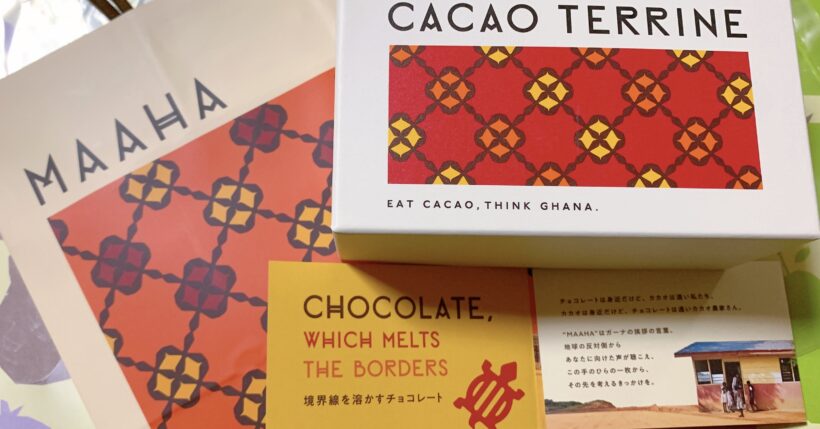 MAAHA
CACAO TERRINE
EAT CACAO, THINK GHANA.
CHOCOLATE,
WHICH MELTS
THE BORDERS
境界線を溶かすチョコレート
チョコレートは身近だけど、カカオは遠い私たち。
カカオは身近だけど、チョコレートは遠いカカオ農家さん。
“MAAHA”はガーナの挨拶の言葉。
地球の反対側から
あなたに向けた声が聴こえ、
この手のひらの一枚から、
その先を考えるきっかけを。